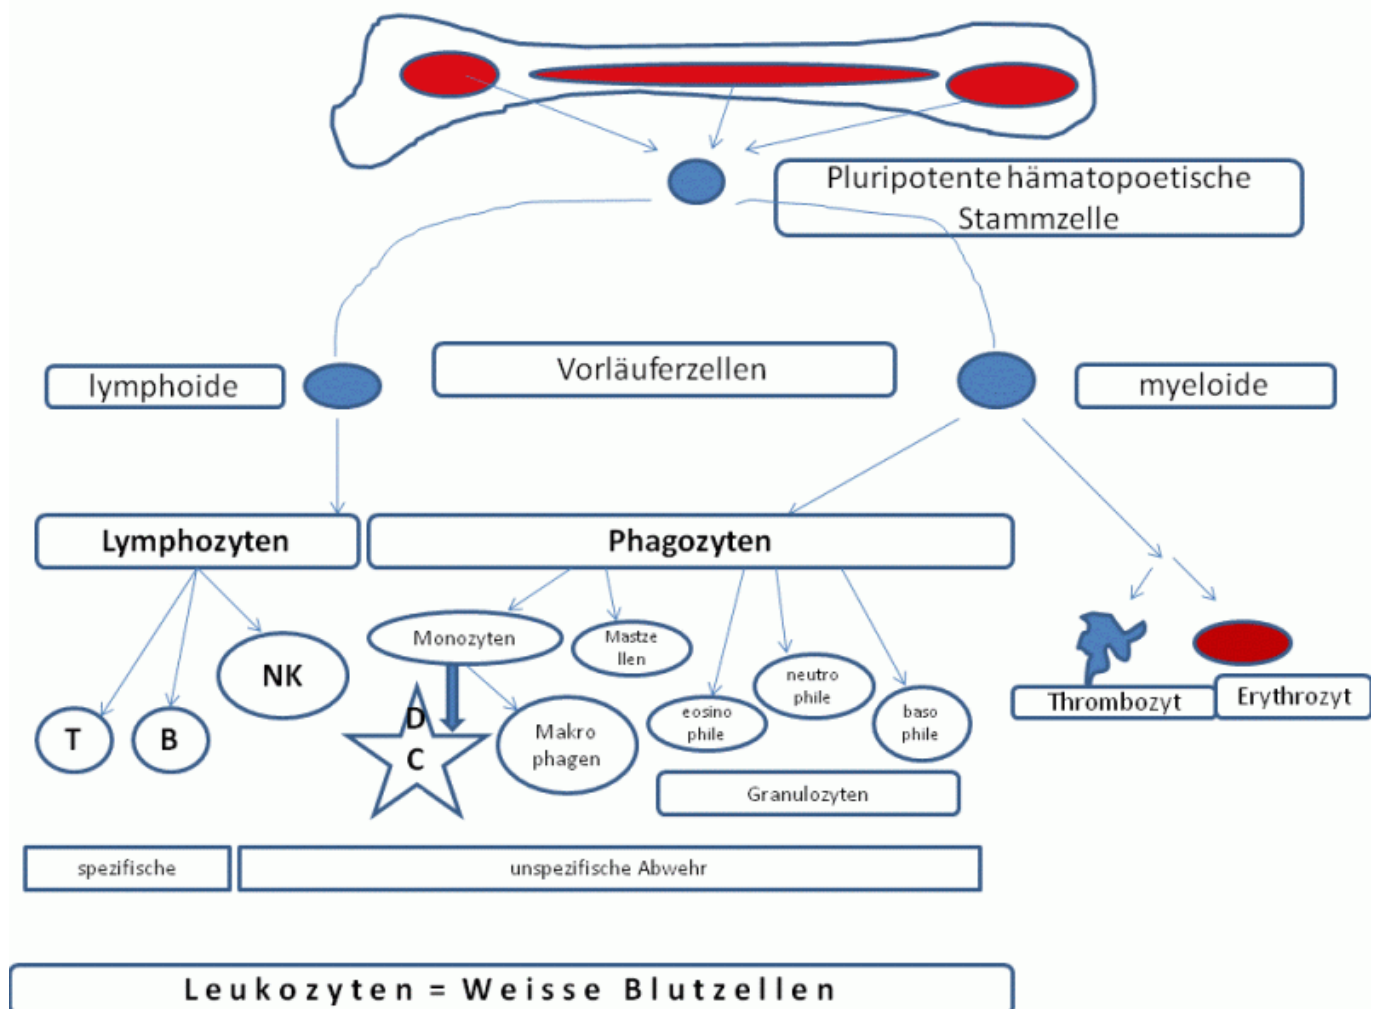 Pluripotente hämatopoetische
Stammzelle
lymphoide
Vorläuferzellen
myeloide
Lymphozyten
Phagozyten
T
B
NK
Monozyten
D
C
Makro
phagen
Mastze
llen
eosino
phile
neutro
phile
baso
phile
Granulozyten
Thrombozyt
Erythrozyt
spezifische
unspezifische Abwehr
Leukozyten = Weisse Blutzellen